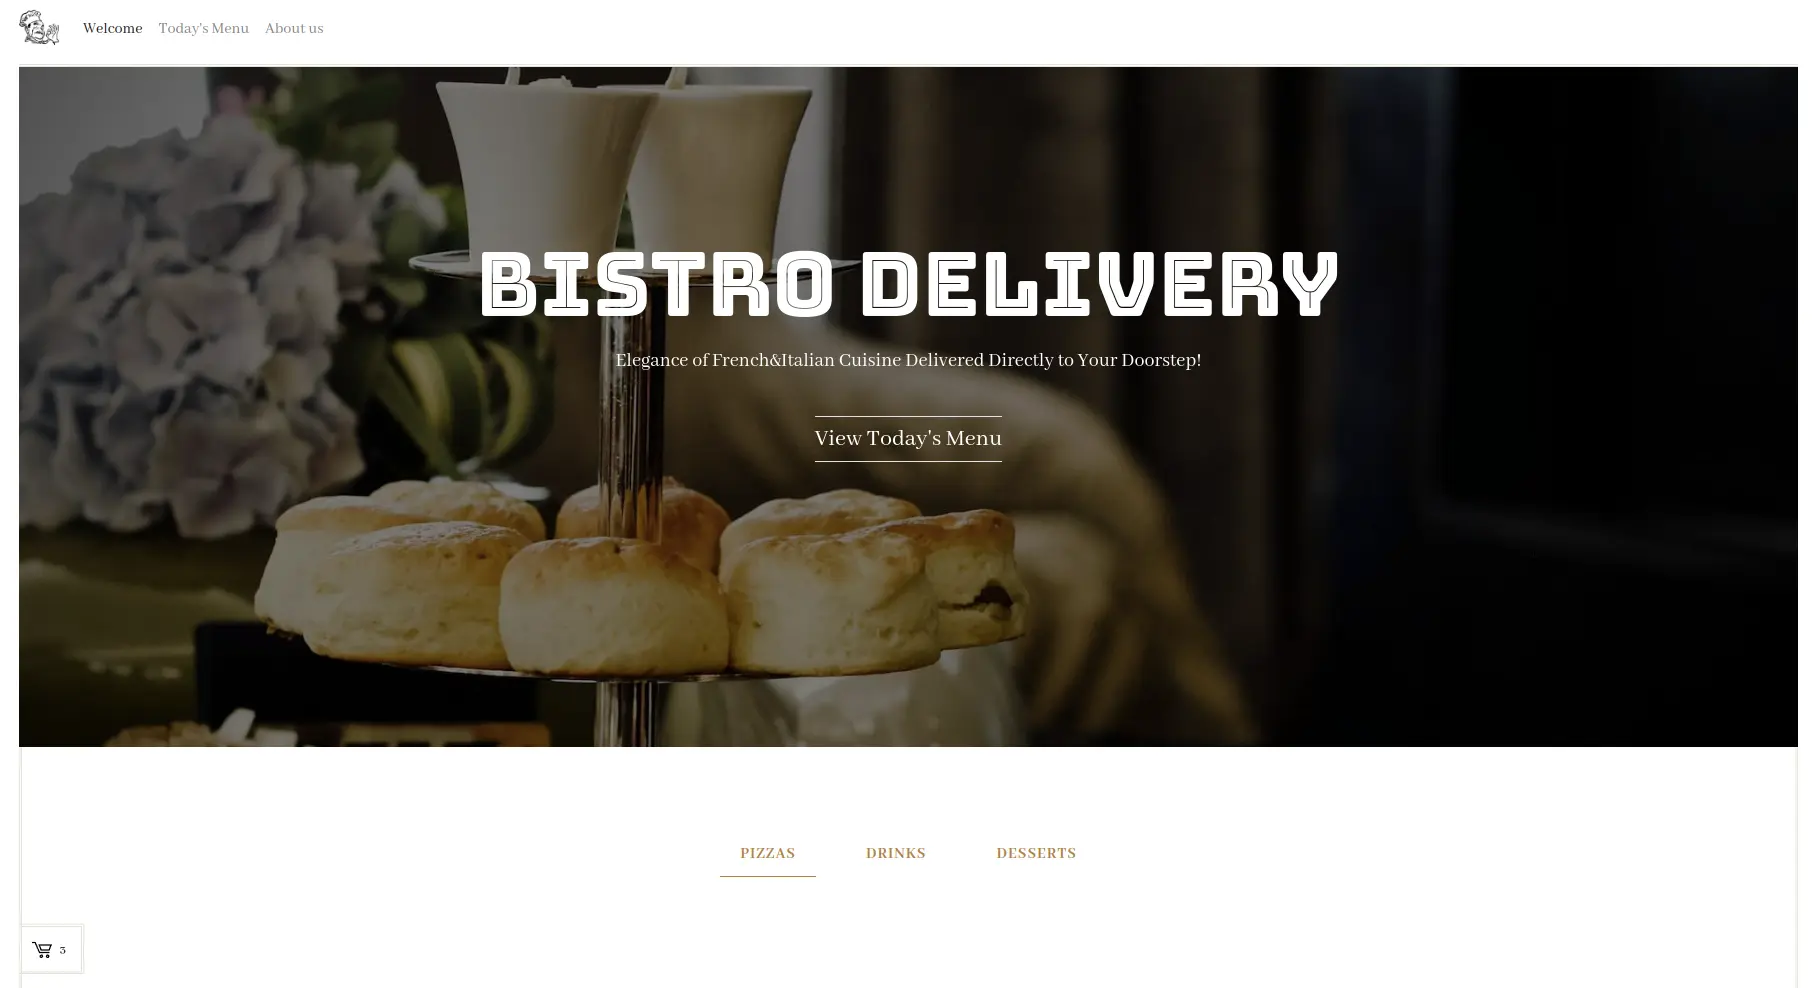 Welcome Today's Menu About us
BISTRO DELIVERY
Elegance of French&Italian Cuisine Delivered Directly to Your Doorstep!
View Today's Menu
PIZZAS DRINKS DESSERTS
3